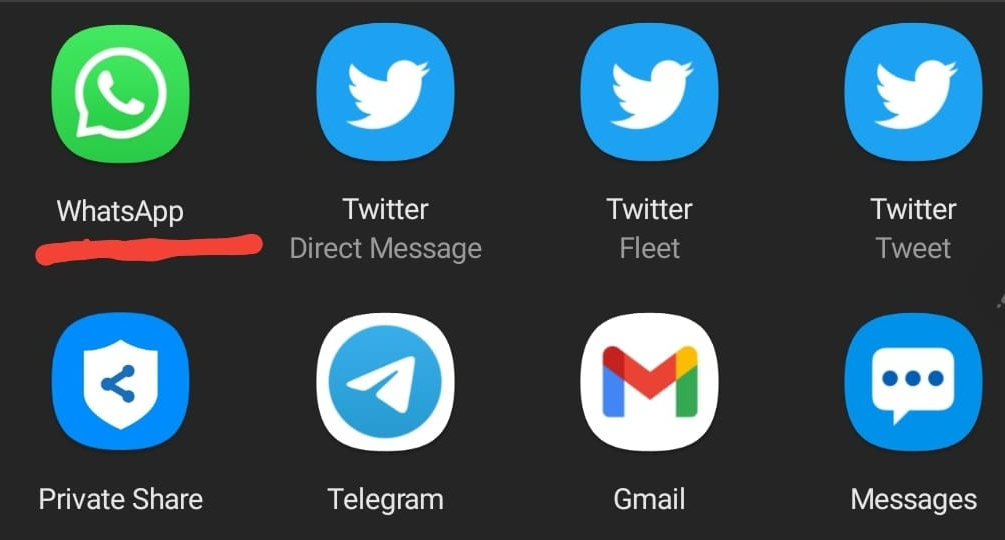 WhatsApp
Twitter
Direct Message
Twitter
Fleet
Twitter
Tweet
Private Share
Telegram
Gmail
Messages